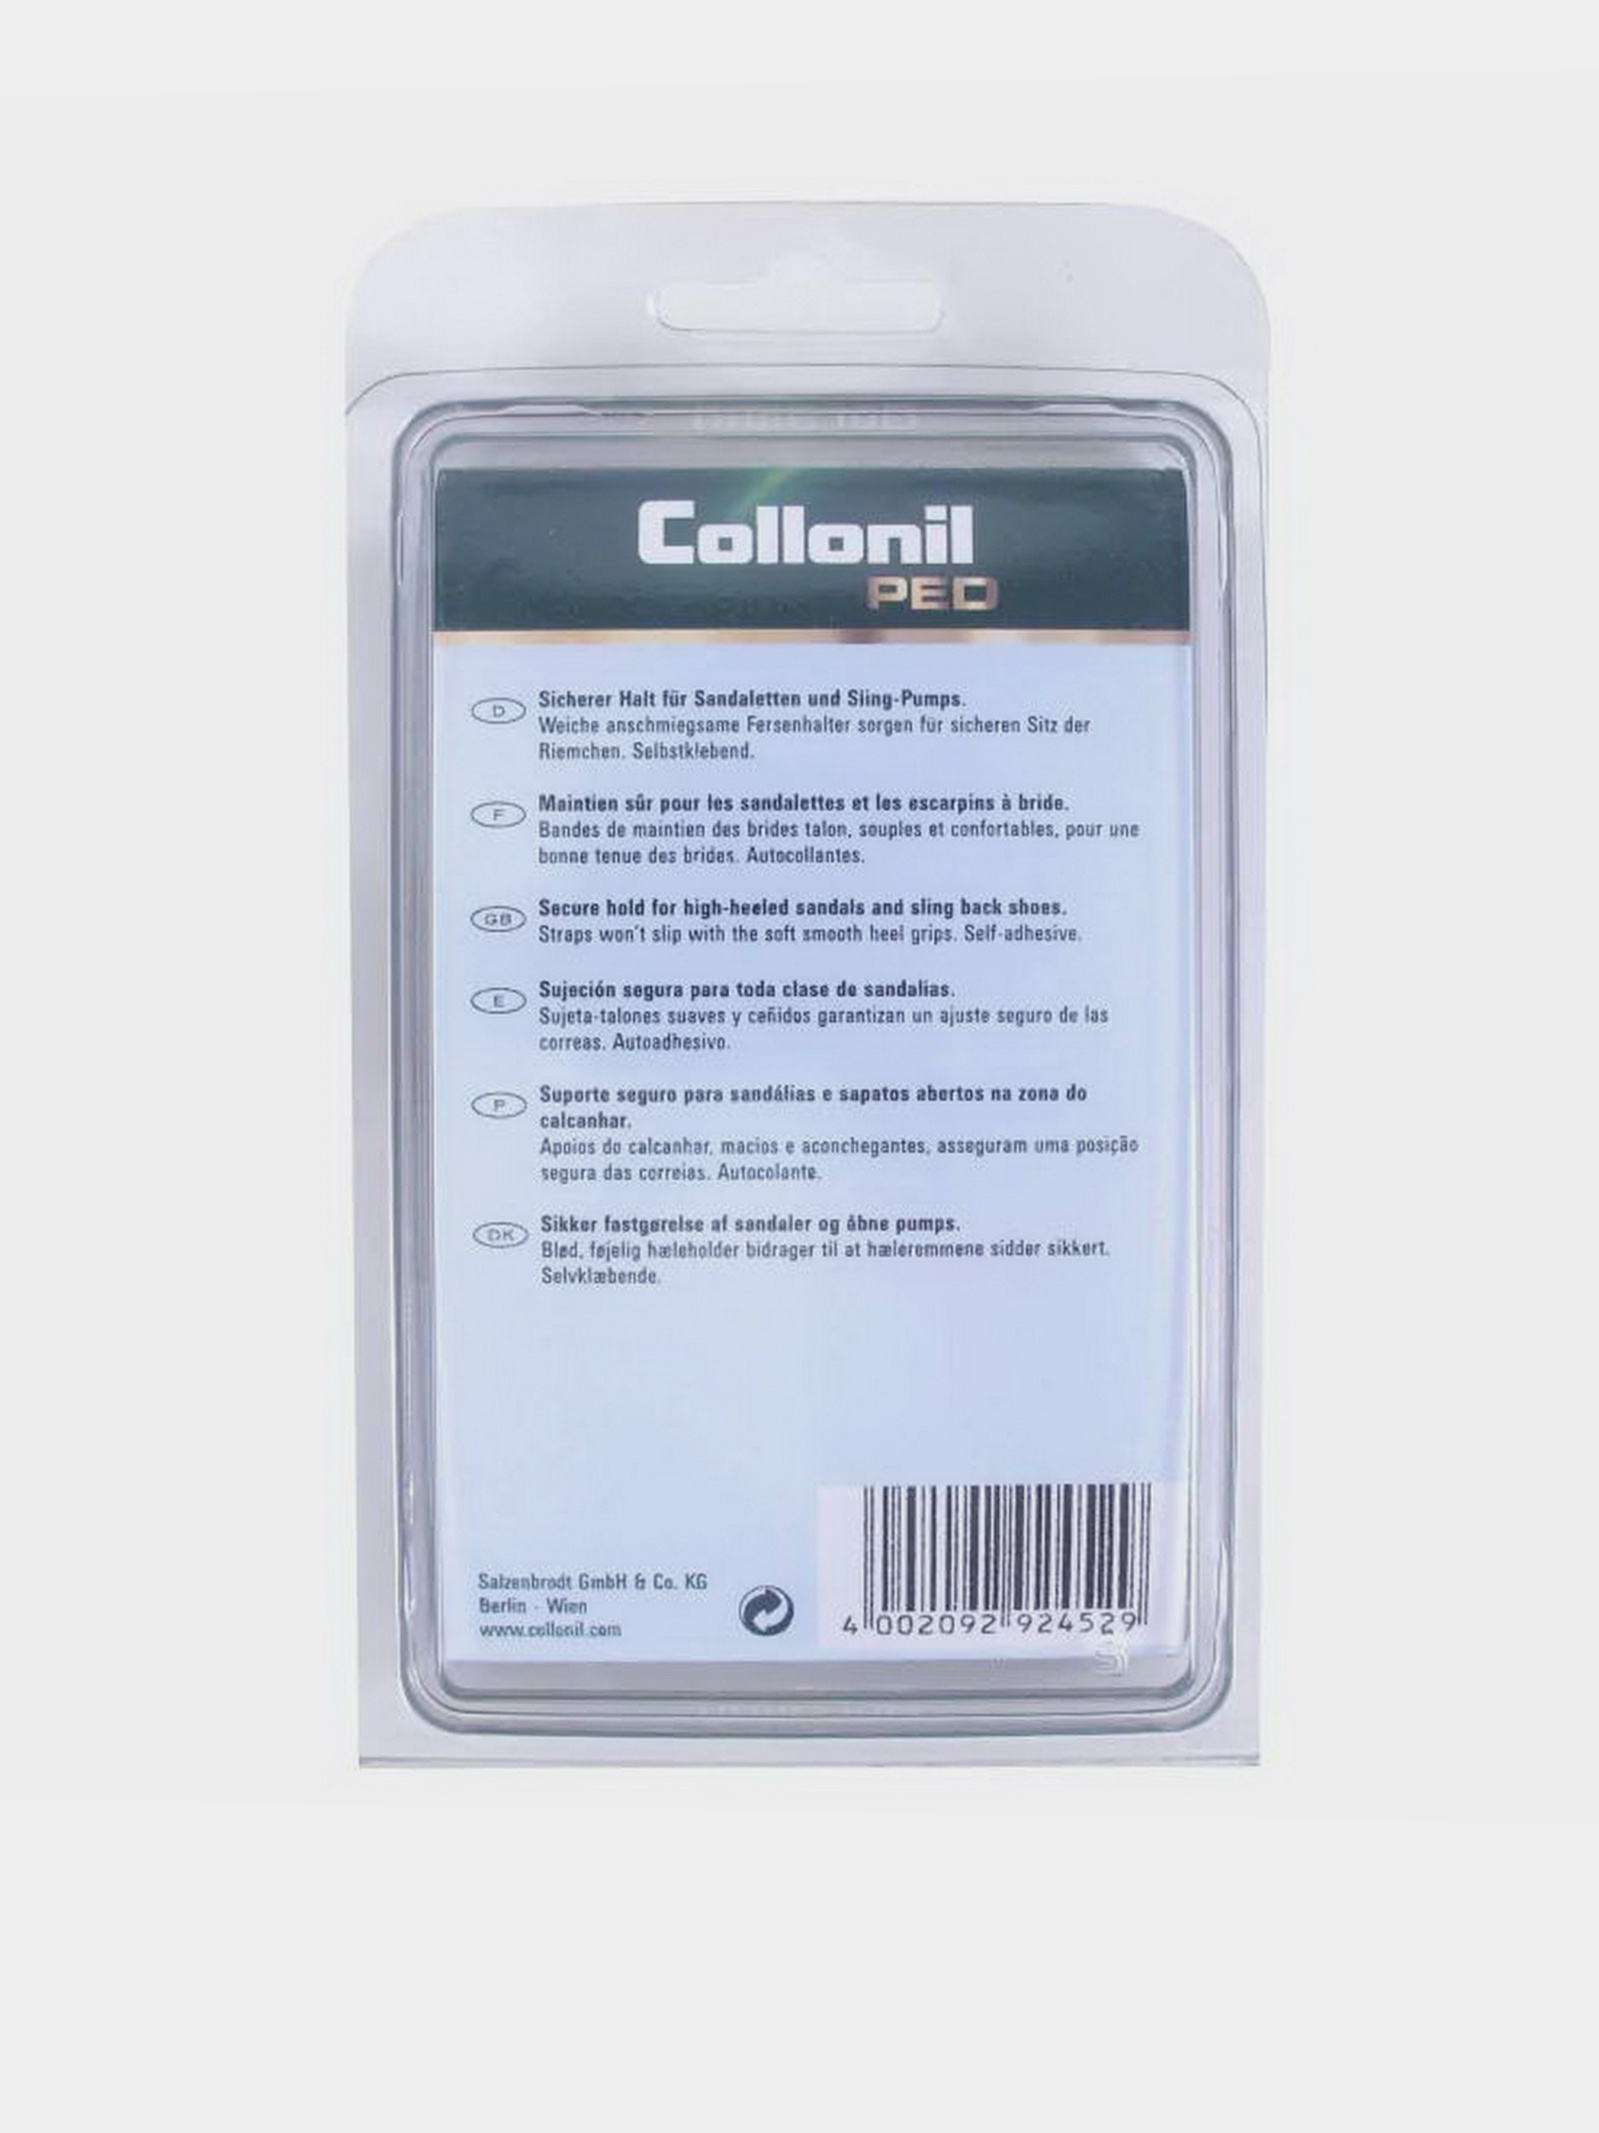 Collonil
PED
D
Sicherer Halt für Sandaletten und Sling-Pumps.
Weiche anschmiegsame Fersenhalter sorgen für sicheren Sitz der
Riemchen. Selbstklebend.
F
Maintien sûr pour les sandalettes et les escarpins à bride.
Bandes de maintien des brides talon, souples et confortables, pour une
bonne tenue des brides. Autocollantes.
GB
Secure hold for high-heeled sandals and sling back shoes.
Straps won't slip with the soft smooth heel grips. Self-adhesive.
E
Sujeción segura para toda clase de sandalias.
Sujeta-talones suaves y ceñidos garantizan un ajuste seguro de las
correas. Autoadhesivo.
P
Suporte seguro para sandálias e sapatos abertos na zona do
calcanhar.
Apoios do calcanhar, macios e aconchegantes, asseguram uma posição
segura das correias. Autocolante.
DK
Sikker fastgørelse af sandaler og åbne pumps.
Blød, føjelig hæleholder bidrager til at hæleremmene sidder sikkert.
Selvklæbende.
Salzenbrodt GmbH & Co. KG
Berlin - Wien
www.collonil.com
4 002092 924529
3